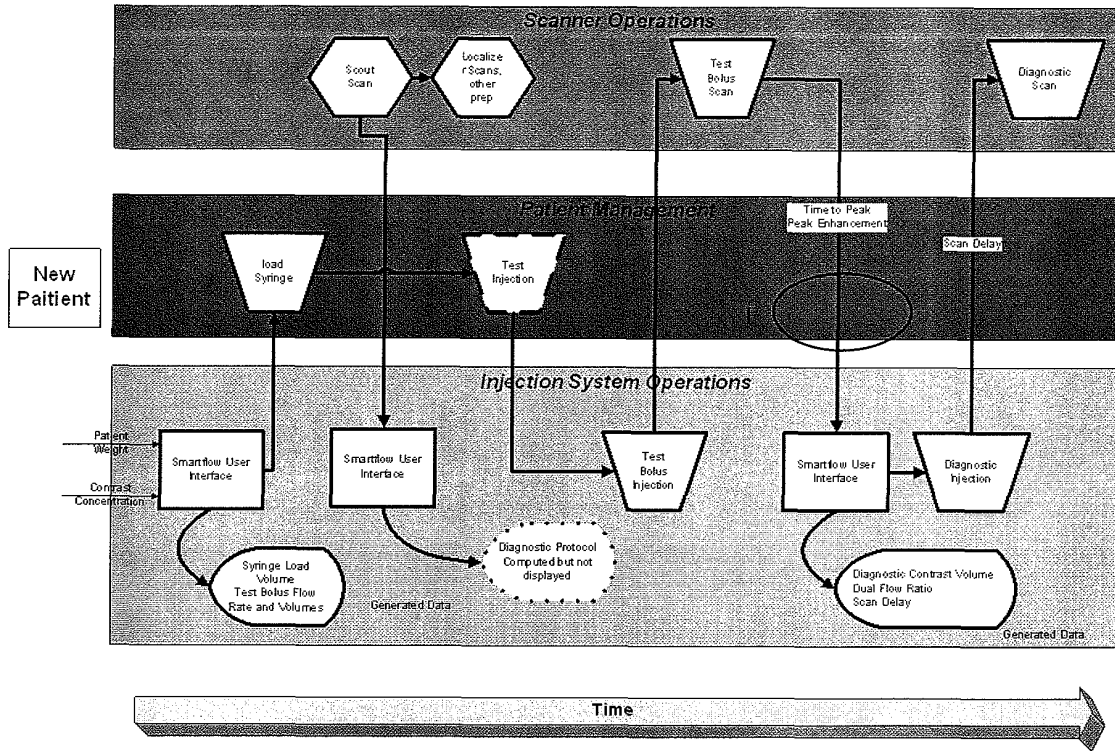 Scanner Operations
Scout
Scan
Localize
r Scans,
other
prep
Test
Bolus
Scan
Diagnostic
Scan
Patient Management
Time to Peak
Peak Enhancement
Scan Delay
New
Paitient
load
Syringe
Test
Injection
Injection System Operations
Patient
Weight
Contrast
Concentration
Smartflow User
Interface
Smartflow User
Interface
Test
Bolus
Injection
Smartflow User
Interface
Diagnostic
Injection
Syringe Load
Volume
Test Bolus Flow
Rate and Volumes
Generated Data
Diagnostic Protocol
Computed but not
displayed
Diagnostic Contrast Volume
Dual Flow Ratio
Scan Delay
Generated Data
Time